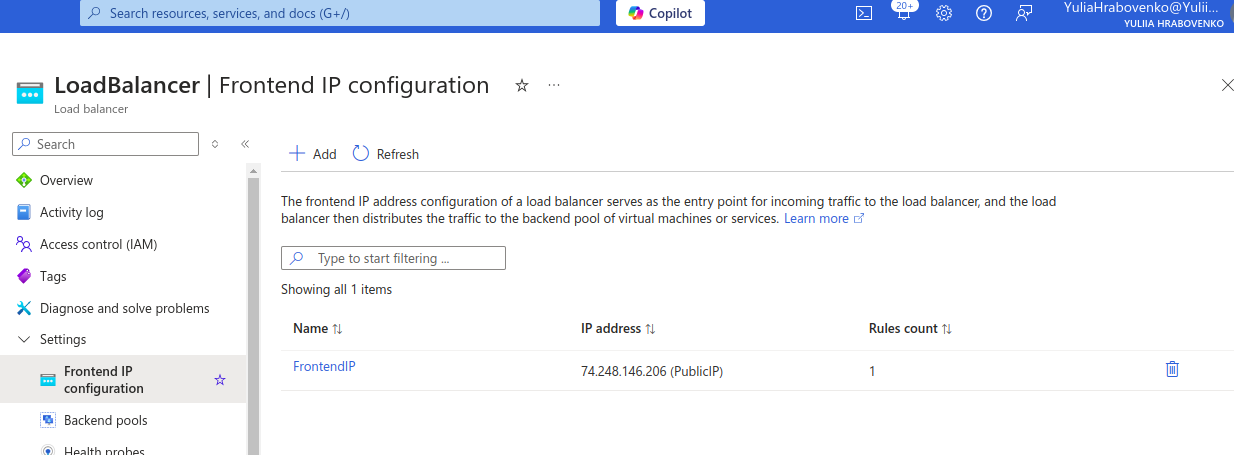 Search resources, services, and docs (G+/)
Copilot
20+
YuliaHrabovenko@Yulii...
YULIIA HRABOVENKO
LoadBalancer | Frontend IP configuration
Load balancer
Search
Add
Refresh
Overview
Activity log
Access control (IAM)
Tags
Diagnose and solve problems
Settings
Frontend IP
configuration
Backend pools
Health probes
The frontend IP address configuration of a load balancer serves as the entry point for incoming traffic to the load balancer, and the load
balancer then distributes the traffic to the backend pool of virtual machines or services. Learn more
Type to start filtering ...
Showing all 1 items
Name IP address Rules count
FrontendIP 74.248.146.206 (PublicIP) 1